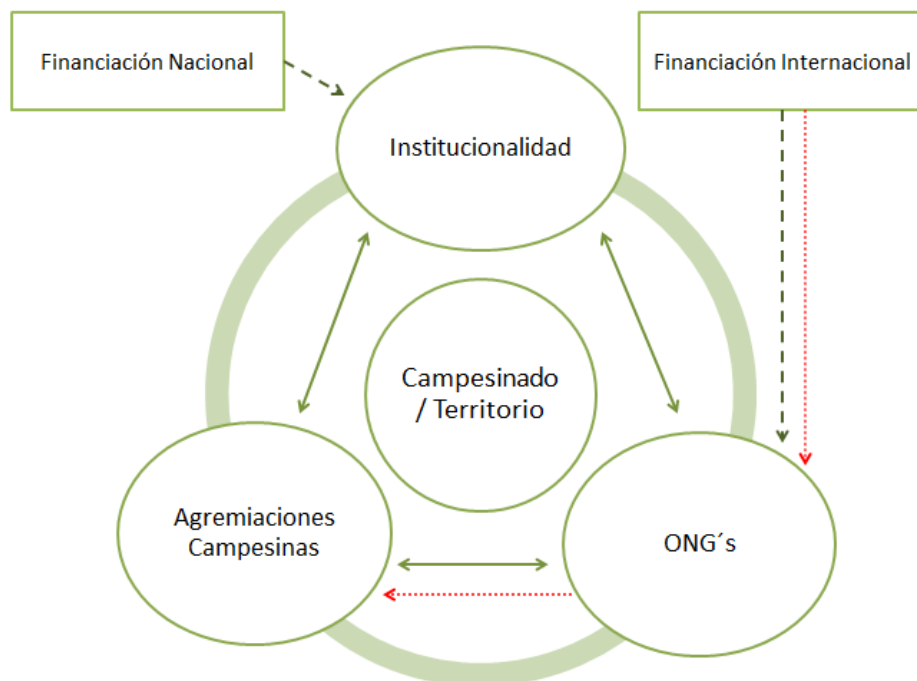 Financiación Nacional
Financiación Internacional
Institucionalidad
Campesinado
/ Territorio
Agremiaciones
Campesinas
ONG´s